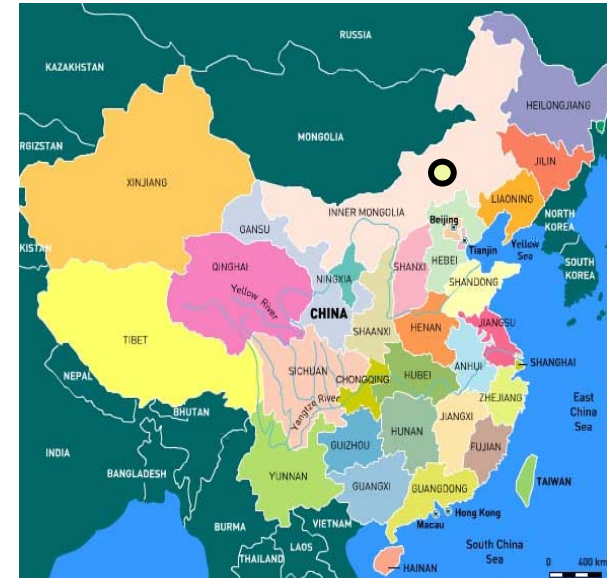 RUSSIA
KAZAKHSTAN
HEILONGJIANG
MONGOLIA
RGIZSTAN
JILIN
XINJIANG
LIAONING
INNER MONGOLIA
Beijing
NORTH
KOREA
GANSU
Tianjin
Yellow
Sea
KISTAN
HEBEI
QINGHAI
SHANXI
SOUTH
KOREA
NINGXIA
SHANDONG
Yellow River
CHINA
JIANGSU
HENAN
SHAANXI
TIBET
SHANGHAI
ANHUI
SICHUAN
HUBEI
NEPAL
CHONGQING
ZHEJIANG
East
China
Sea
Yangtze River
BHUTAN
JIANGXI
HUNAN
GUIZHOU
FUJIAN
INDIA
BANGLADESH
YUNNAN
TAIWAN
GUANGXI
GUANGDONG
Hong Kong
Macau
BURMA
VIETNAM
LAOS
South China
Sea
THAILAND
HAINAN
0 400 km